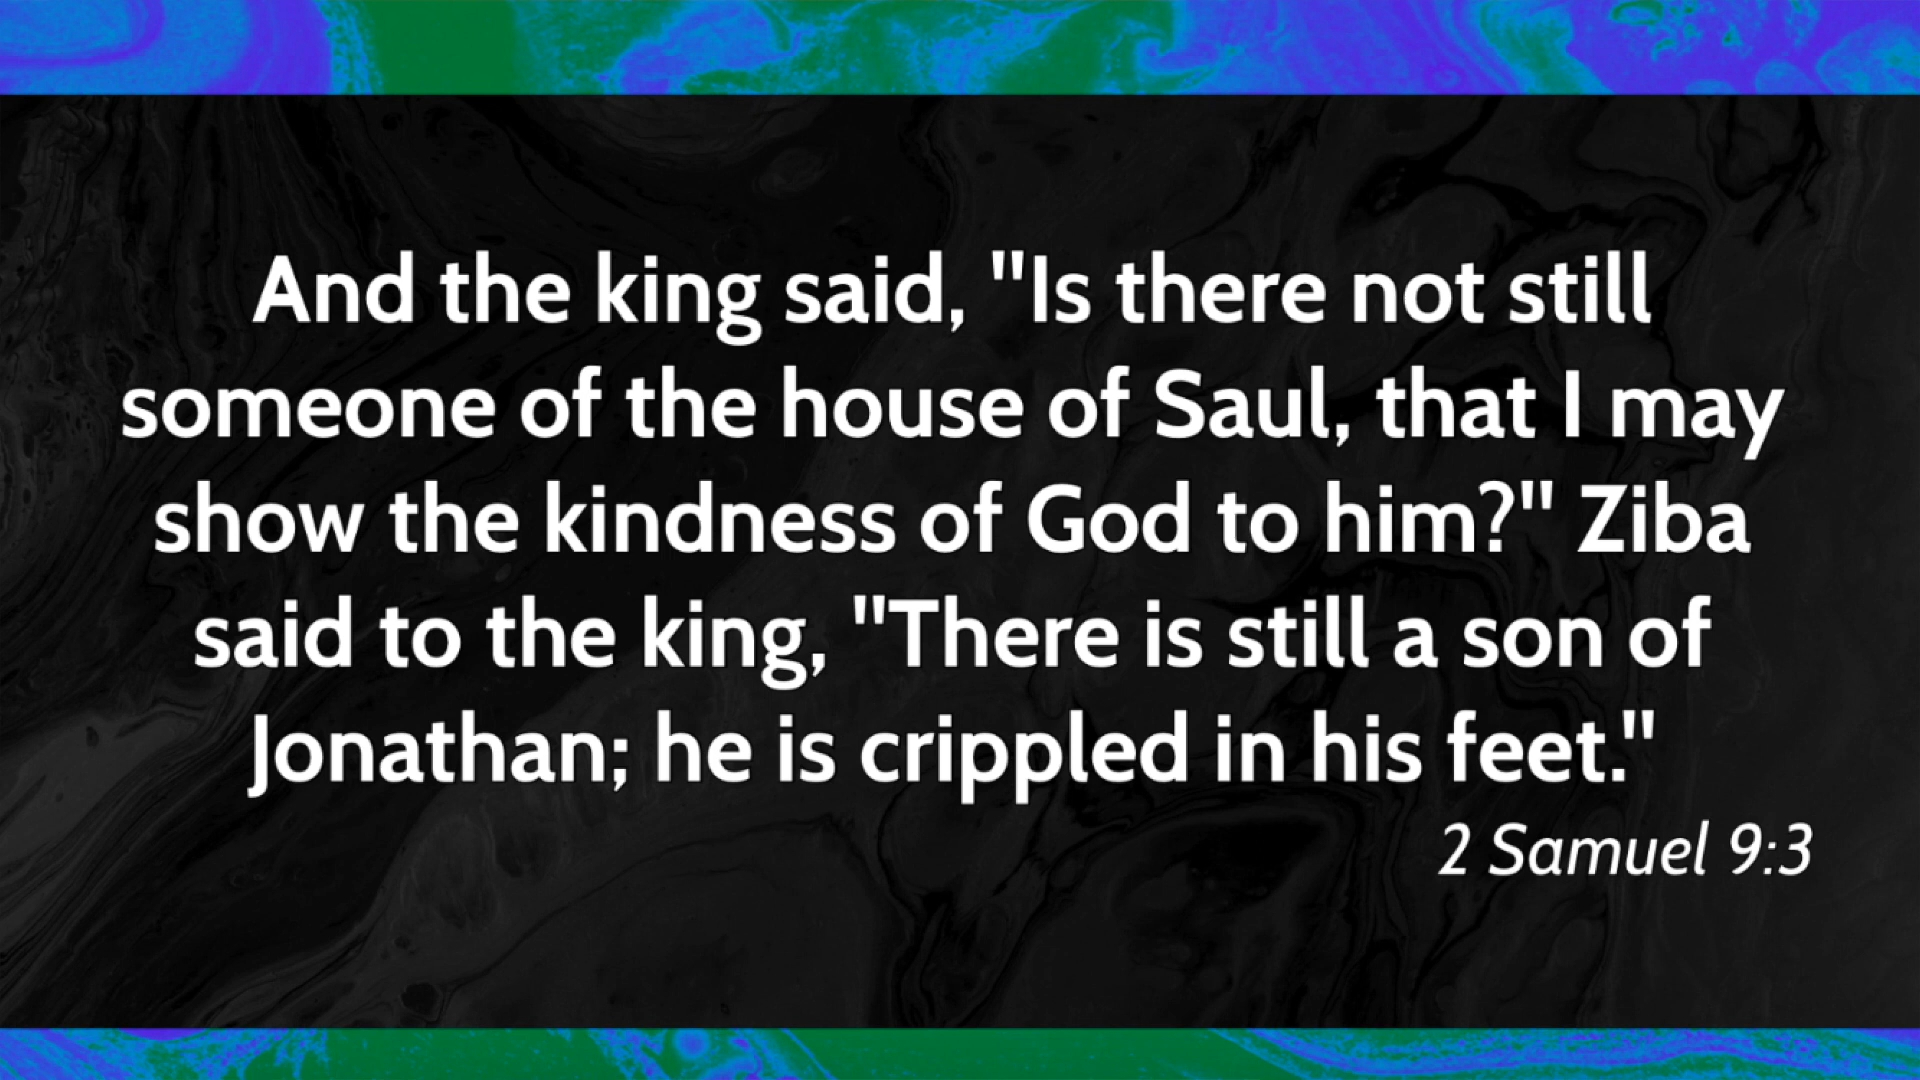 And the king said, "Is there not still
someone of the house of Saul, that I may
show the kindness of God to him?" Ziba
said to the king, "There is still a son of
Jonathan; he is crippled in his feet."
2 Samuel 9:3